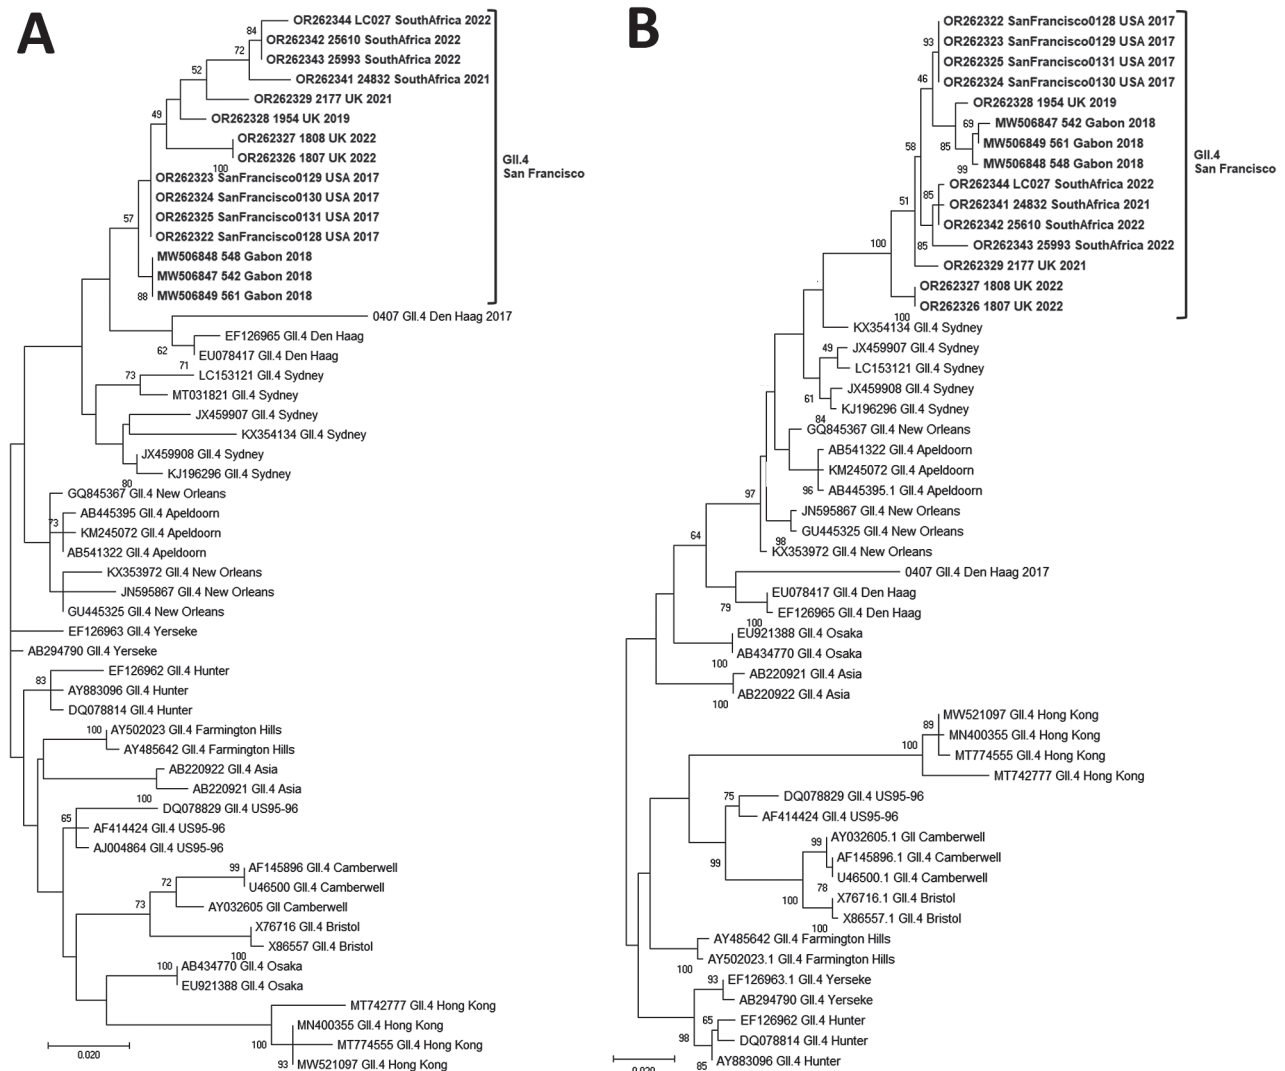 A
84
OR262344 LC027 SouthAfrica 2022
OR262342 25610 SouthAfrica 2022
72
OR262343 25993 SouthAfrica 2022
52
OR262341 24832 SouthAfrica 2021
OR262329 2177 UK 2021
49
OR262328 1954 UK 2019
OR262327 1808 UK 2022
OR262326 1807 UK 2022
100
OR262323 SanFrancisco0129 USA 2017
OR262324 SanFrancisco0130 USA 2017
OR262325 SanFrancisco0131 USA 2017
57
OR262322 SanFrancisco0128 USA 2017
MW506848 548 Gabon 2018
MW506847 542 Gabon 2018
88
MW506849 561 Gabon 2018
GII.4
San Francisco
0407 GII.4 Den Haag 2017
EF126965 GII.4 Den Haag
62
EU078417 GII.4 Den Haag
71
73
LC153121 GII.4 Sydney
MT031821 GII.4 Sydney
JX459907 GII.4 Sydney
KX354134 GII.4 Sydney
JX459908 GII.4 Sydney
KJ196296 GII.4 Sydney
80
GQ845367 GII.4 New Orleans
AB445395 GII.4 Apeldoorn
73
KM245072 GII.4 Apeldoorn
AB541322 GII.4 Apeldoorn
KX353972 GII.4 New Orleans
JN595867 GII.4 New Orleans
GU445325 GII.4 New Orleans
EF126963 GII.4 Yerseke
AB294790 GII.4 Yerseke
EF126962 GII.4 Hunter
83
AY883096 GII.4 Hunter
DQ078814 GII.4 Hunter
100
AY502023 GII.4 Farmington Hills
AY485642 GII.4 Farmington Hills
AB220922 GII.4 Asia
AB220921 GII.4 Asia
100
DQ078829 GII.4 US95-96
65
AF414424 GII.4 US95-96
AJ004864 GII.4 US95-96
99
AF145896 GII.4 Camberwell
72
U46500 GII.4 Camberwell
73
AY032605 GII Camberwell
X76716 GII.4 Bristol
X86557 GII.4 Bristol
100
100
AB434770 GII.4 Osaka
EU921388 GII.4 Osaka
MT742777 GII.4 Hong Kong
MN400355 GII.4 Hong Kong
100
MT774555 GII.4 Hong Kong
93
MW521097 GII.4 Hong Kong
0.020
B
OR262322 SanFrancisco0128 USA 2017
93
OR262323 SanFrancisco0129 USA 2017
OR262325 SanFrancisco0131 USA 2017
46
OR262324 SanFrancisco0130 USA 2017
OR262328 1954 UK 2019
69
MW506847 542 Gabon 2018
58
85
MW506849 561 Gabon 2018
MW506848 548 Gabon 2018
99
OR262344 LC027 SouthAfrica 2022
85
51
OR262341 24832 SouthAfrica 2021
OR262342 25610 SouthAfrica 2022
100
85
OR262343 25993 SouthAfrica 2022
OR262329 2177 UK 2021
OR262327 1808 UK 2022
OR262326 1807 UK 2022
100
GII.4
San Francisco
KX354134 GII.4 Sydney
49
JX459907 GII.4 Sydney
LC153121 GII.4 Sydney
JX459908 GII.4 Sydney
61
KJ196296 GII.4 Sydney
84
GQ845367 GII.4 New Orleans
AB541322 GII.4 Apeldoorn
KM245072 GII.4 Apeldoorn
96
AB445395.1 GII.4 Apeldoorn
97
JN595867 GII.4 New Orleans
GU445325 GII.4 New Orleans
98
KX353972 GII.4 New Orleans
64
0407 GII.4 Den Haag 2017
EU078417 GII.4 Den Haag
79
EF126965 GII.4 Den Haag
100
EU921388 GII.4 Osaka
AB434770 GII.4 Osaka
100
AB220921 GII.4 Asia
AB220922 GII.4 Asia
100
MW521097 GII.4 Hong Kong
89
MN400355 GII.4 Hong Kong
100
MT774555 GII.4 Hong Kong
MT742777 GII.4 Hong Kong
75
DQ078829 GII.4 US95-96
AF414424 GII.4 US95-96
99
AY032605.1 GII Camberwell
99
AF145896.1 GII.4 Camberwell
U46500.1 GII.4 Camberwell
78
100
X76716.1 GII.4 Bristol
X86557.1 GII.4 Bristol
100
AY485642 GII.4 Farmington Hills
AY502023.1 GII.4 Farmington Hills
100
93
EF126963.1 GII.4 Yerseke
AB294790 GII.4 Yerseke
65
EF126962 GII.4 Hunter
98
DQ078814 GII.4 Hunter
85
AY883096 GII.4 Hunter